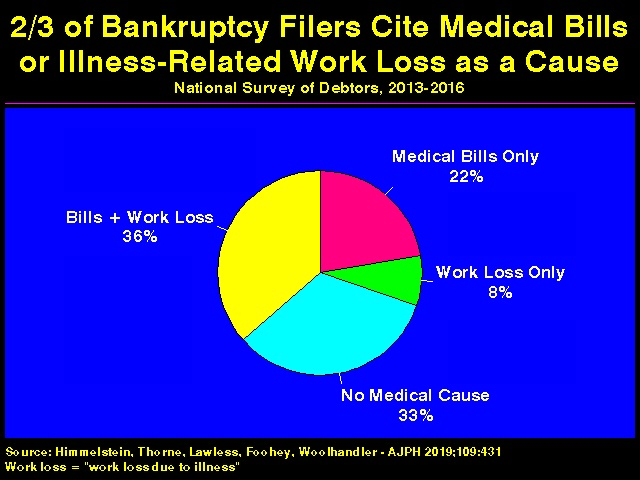 2/3 of Bankruptcy Filers Cite Medical Bills
or Illness-Related Work Loss as a Cause
National Survey of Debtors, 2013-2016
Medical Bills Only
22%
Bills + Work Loss
36%
Work Loss Only
8%
No Medical Cause
33%
Source: Himmelstein, Thorne, Lawless, Foohey, Woolhandler - AJPH 2019;109:431
Work loss = "work loss due to illness"